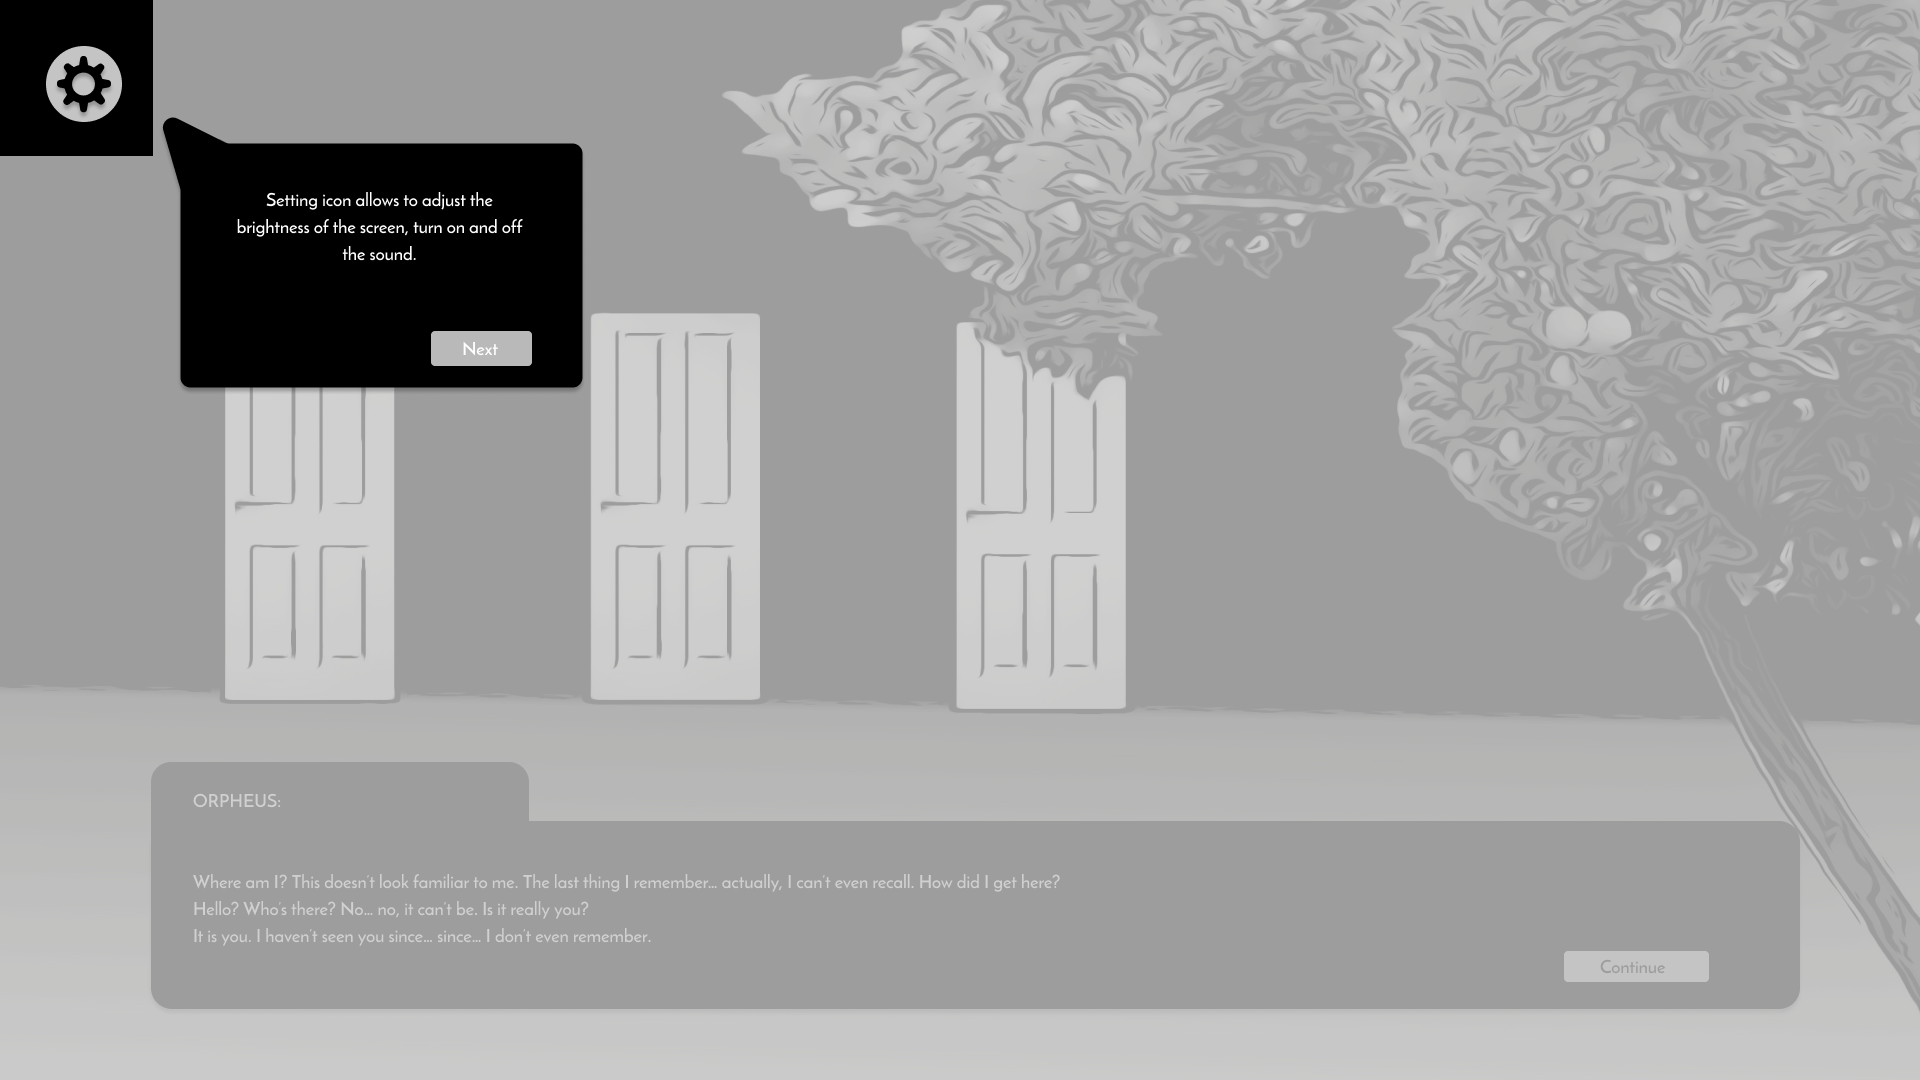 Setting icon allows to adjust the
brightness of the screen, turn on and off
the sound.
Next
ORPHEUS:
Where am I? This doesn't look familiar to me. The last thing I remember... actually, I can't even recall. How did I get here?
Hello? Who's there? No... no, it can't be. Is it really you?
It is you. I haven't seen you since... since... I don't even remember.
Continue